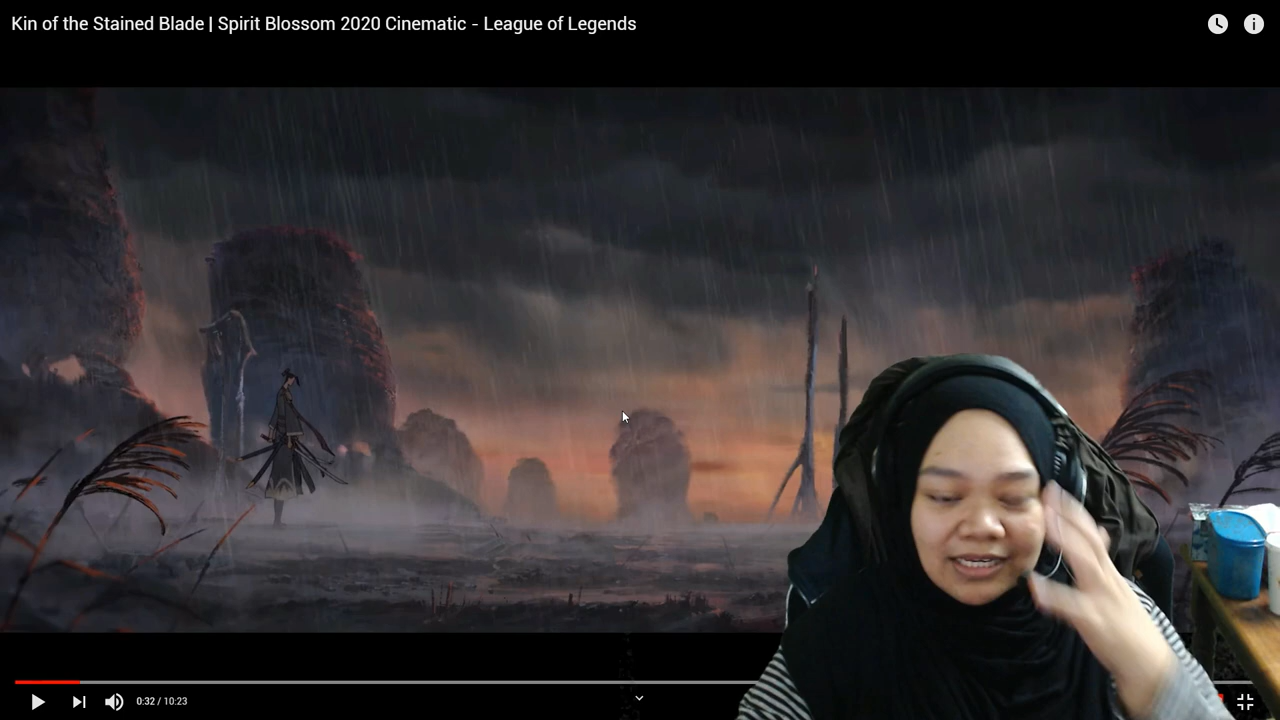 Kin of the Stained Blade | Spirit Blossom 2020 Cinematic - League of Legends
0:32 / 10:23